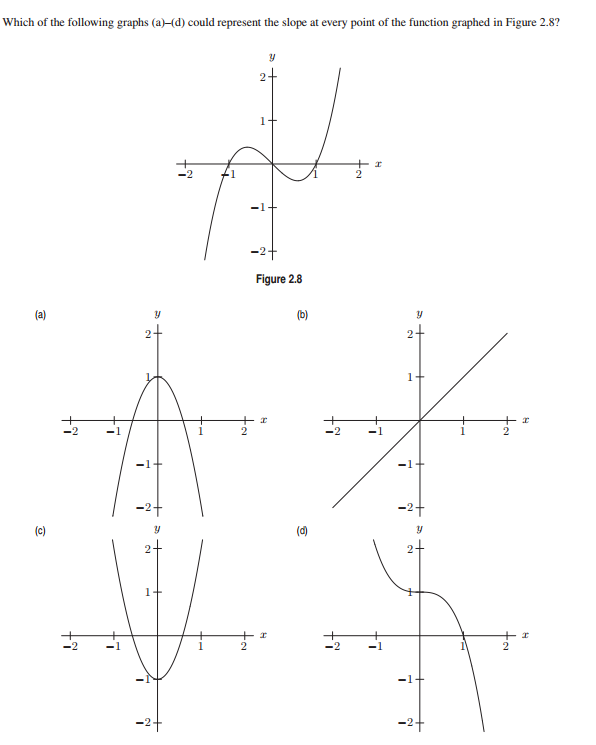 Which of the following graphs (a)–(d) could represent the slope at every point of the function graphed in Figure 2.8?
y
2
1
x
−2
−1
1
2
−1
−2
Figure 2.8
(a)
y
2
1
x
−2
−1
1
2
−1
−2
(b)
y
2
1
x
−2
−1
1
2
−1
−2
(c)
y
2
1
x
−2
−1
1
2
−1
−2
(d)
y
2
1
x
−2
−1
1
2
−1
−2